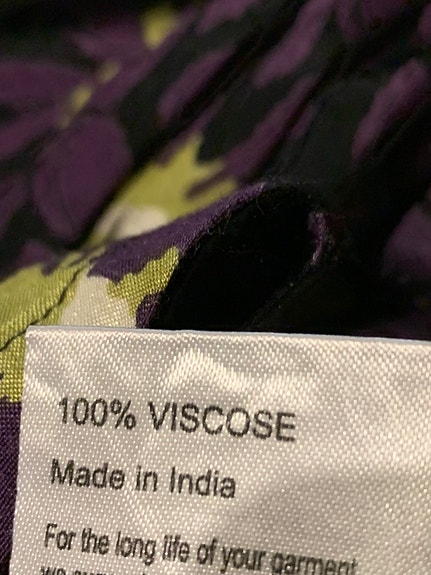 100% VISCOSE
Made in India
For the long life of your garment